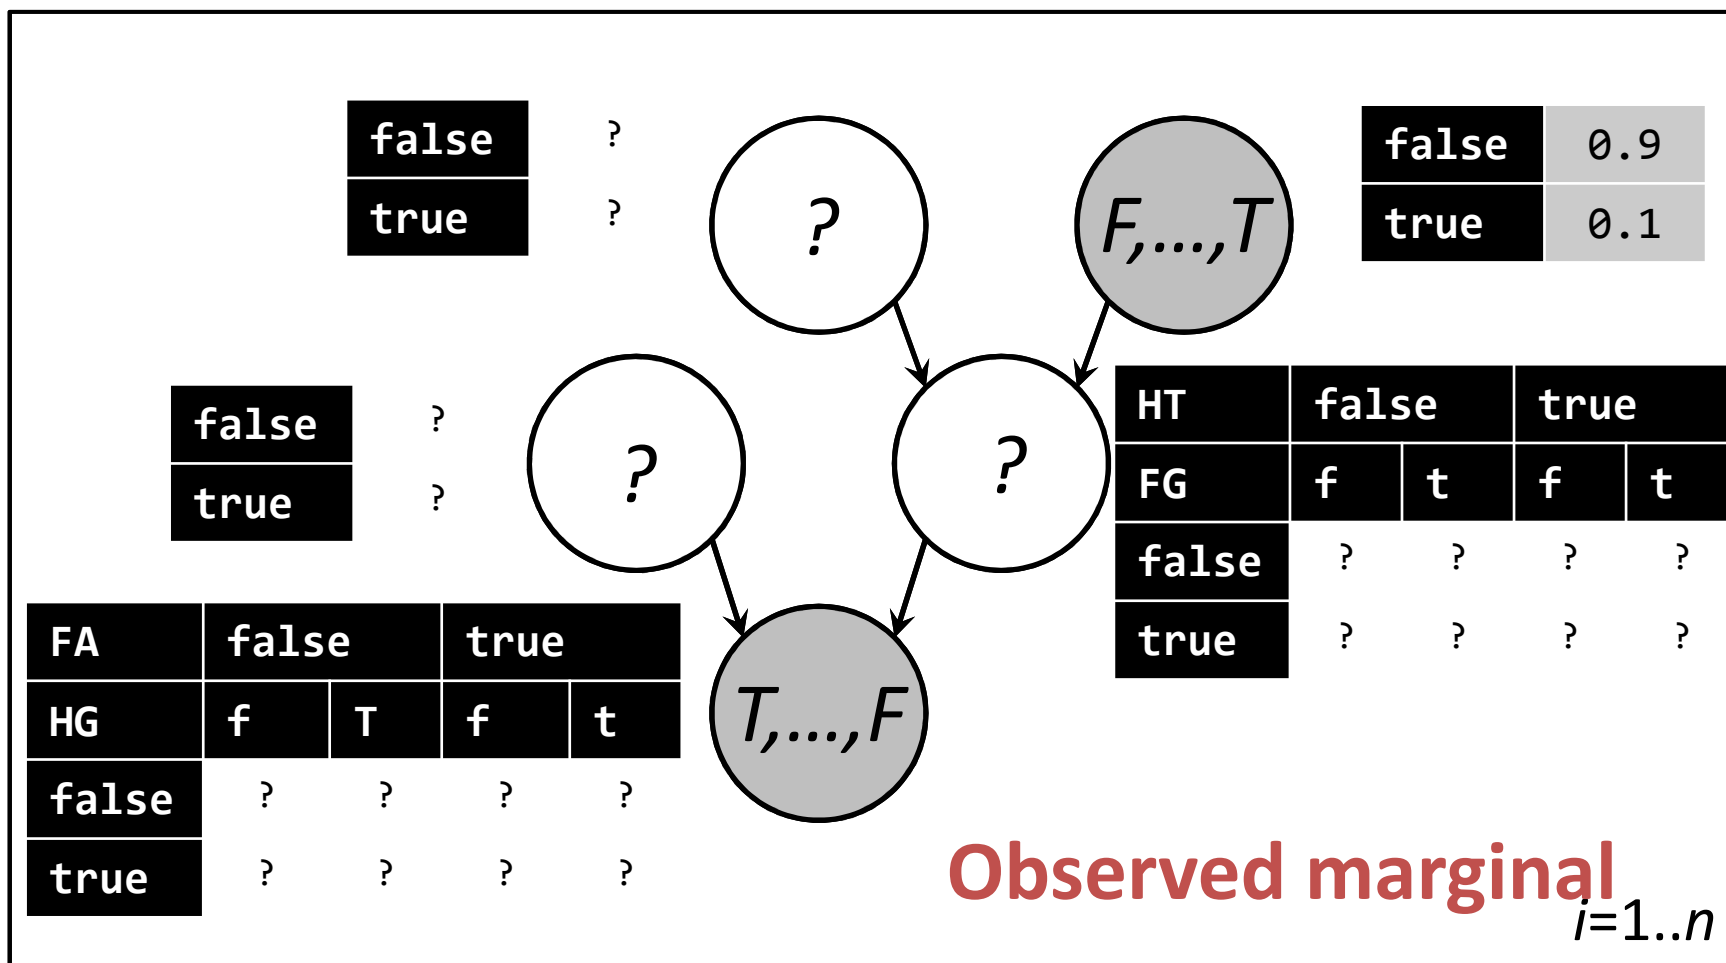 false ?
true ?
?
F,...,T
false 0.9
true 0.1
false ?
true ?
?
?
HT false true
FG f t f t
false ? ? ? ?
true ? ? ? ?
FA false true
HG f T f t
false ? ? ? ?
true ? ? ? ?
T,...,F
Observed marginal
i=1..n